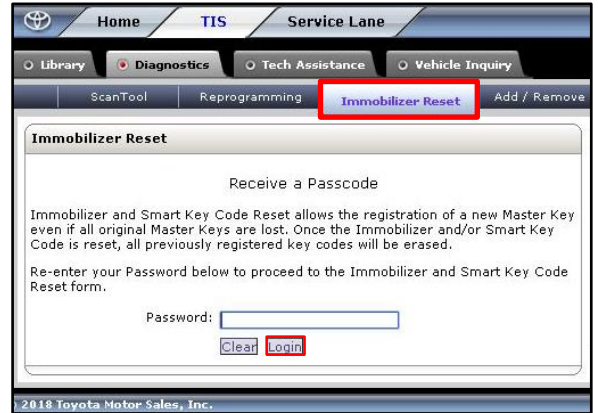 Home TIS Service Lane
Library Diagnostics Tech Assistance Vehicle Inquiry
ScanTool Reprogramming Immobilizer Reset Add / Remove
Immobilizer Reset
Receive a Passcode
Immobilizer and Smart Key Code Reset allows the registration of a new Master Key
even if all original Master Keys are lost. Once the Immobilizer and/or Smart Key
Code is reset, all previously registered key codes will be erased.
Re-enter your Password below to proceed to the Immobilizer and Smart Key Code
Reset form.
Password:
Clear Login
2018 Toyota Motor Sales, Inc.